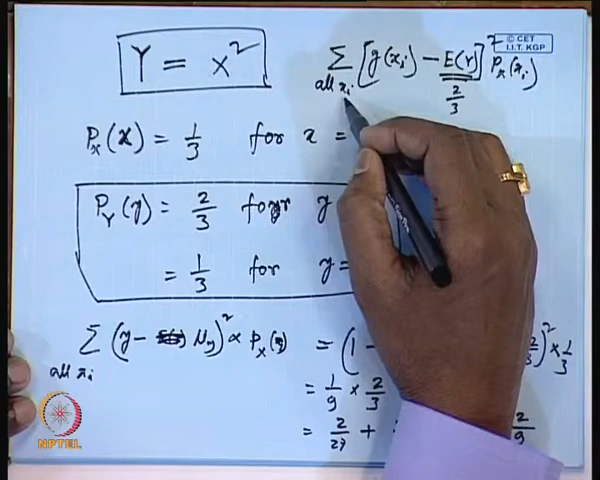 Y = x²
Σ [g(xᵢ) − E(Y)]² Pₓ(xᵢ)
all xᵢ
2/3
© CET
I.I.T. KGP
Pₓ(x) = 1/3 for x =
P_Y(y) = 2/3 for y
= 1/3 for y =
Σ (y − μ_y)² × Pₓ( = (1 − 2/3)² × 1/3
all xᵢ
= 1/9 × 2/3
= 2/27 + 2/9
NPTEL